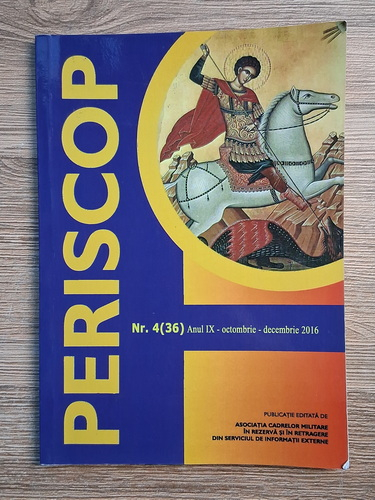 PERISCOP
Nr. 4(36) Anul IX - octombrie - decembrie 2016
PUBLICAȚIE EDITATĂ DE
ASOCIAȚIA CADRELOR MILITARE
ÎN REZERVĂ ȘI ÎN RETRAGERE
DIN SERVICIUL DE INFORMAȚII EXTERNE